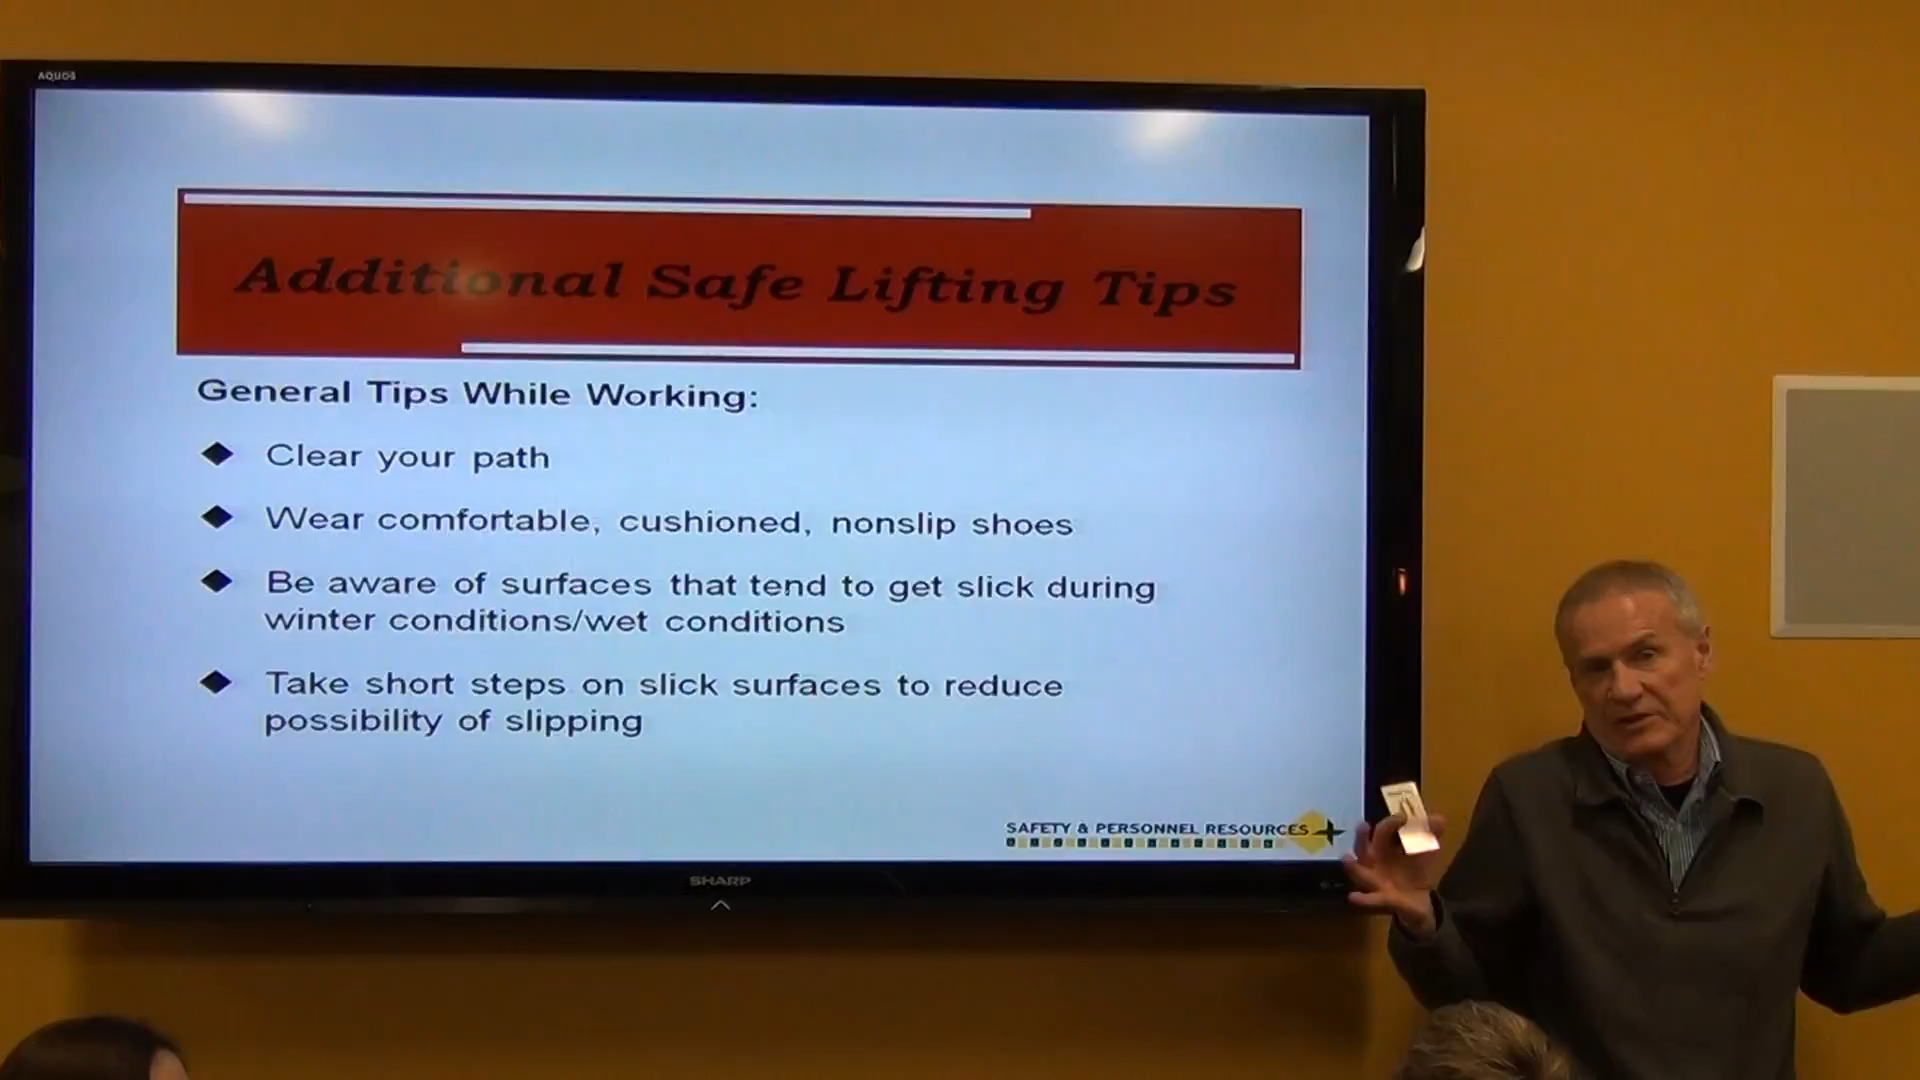 AQUOS
Additional Safe Lifting Tips
General Tips While Working:
Clear your path
Wear comfortable, cushioned, nonslip shoes
Be aware of surfaces that tend to get slick during
winter conditions/wet conditions
Take short steps on slick surfaces to reduce
possibility of slipping
SAFETY & PERSONNEL RESOURCES
SHARP